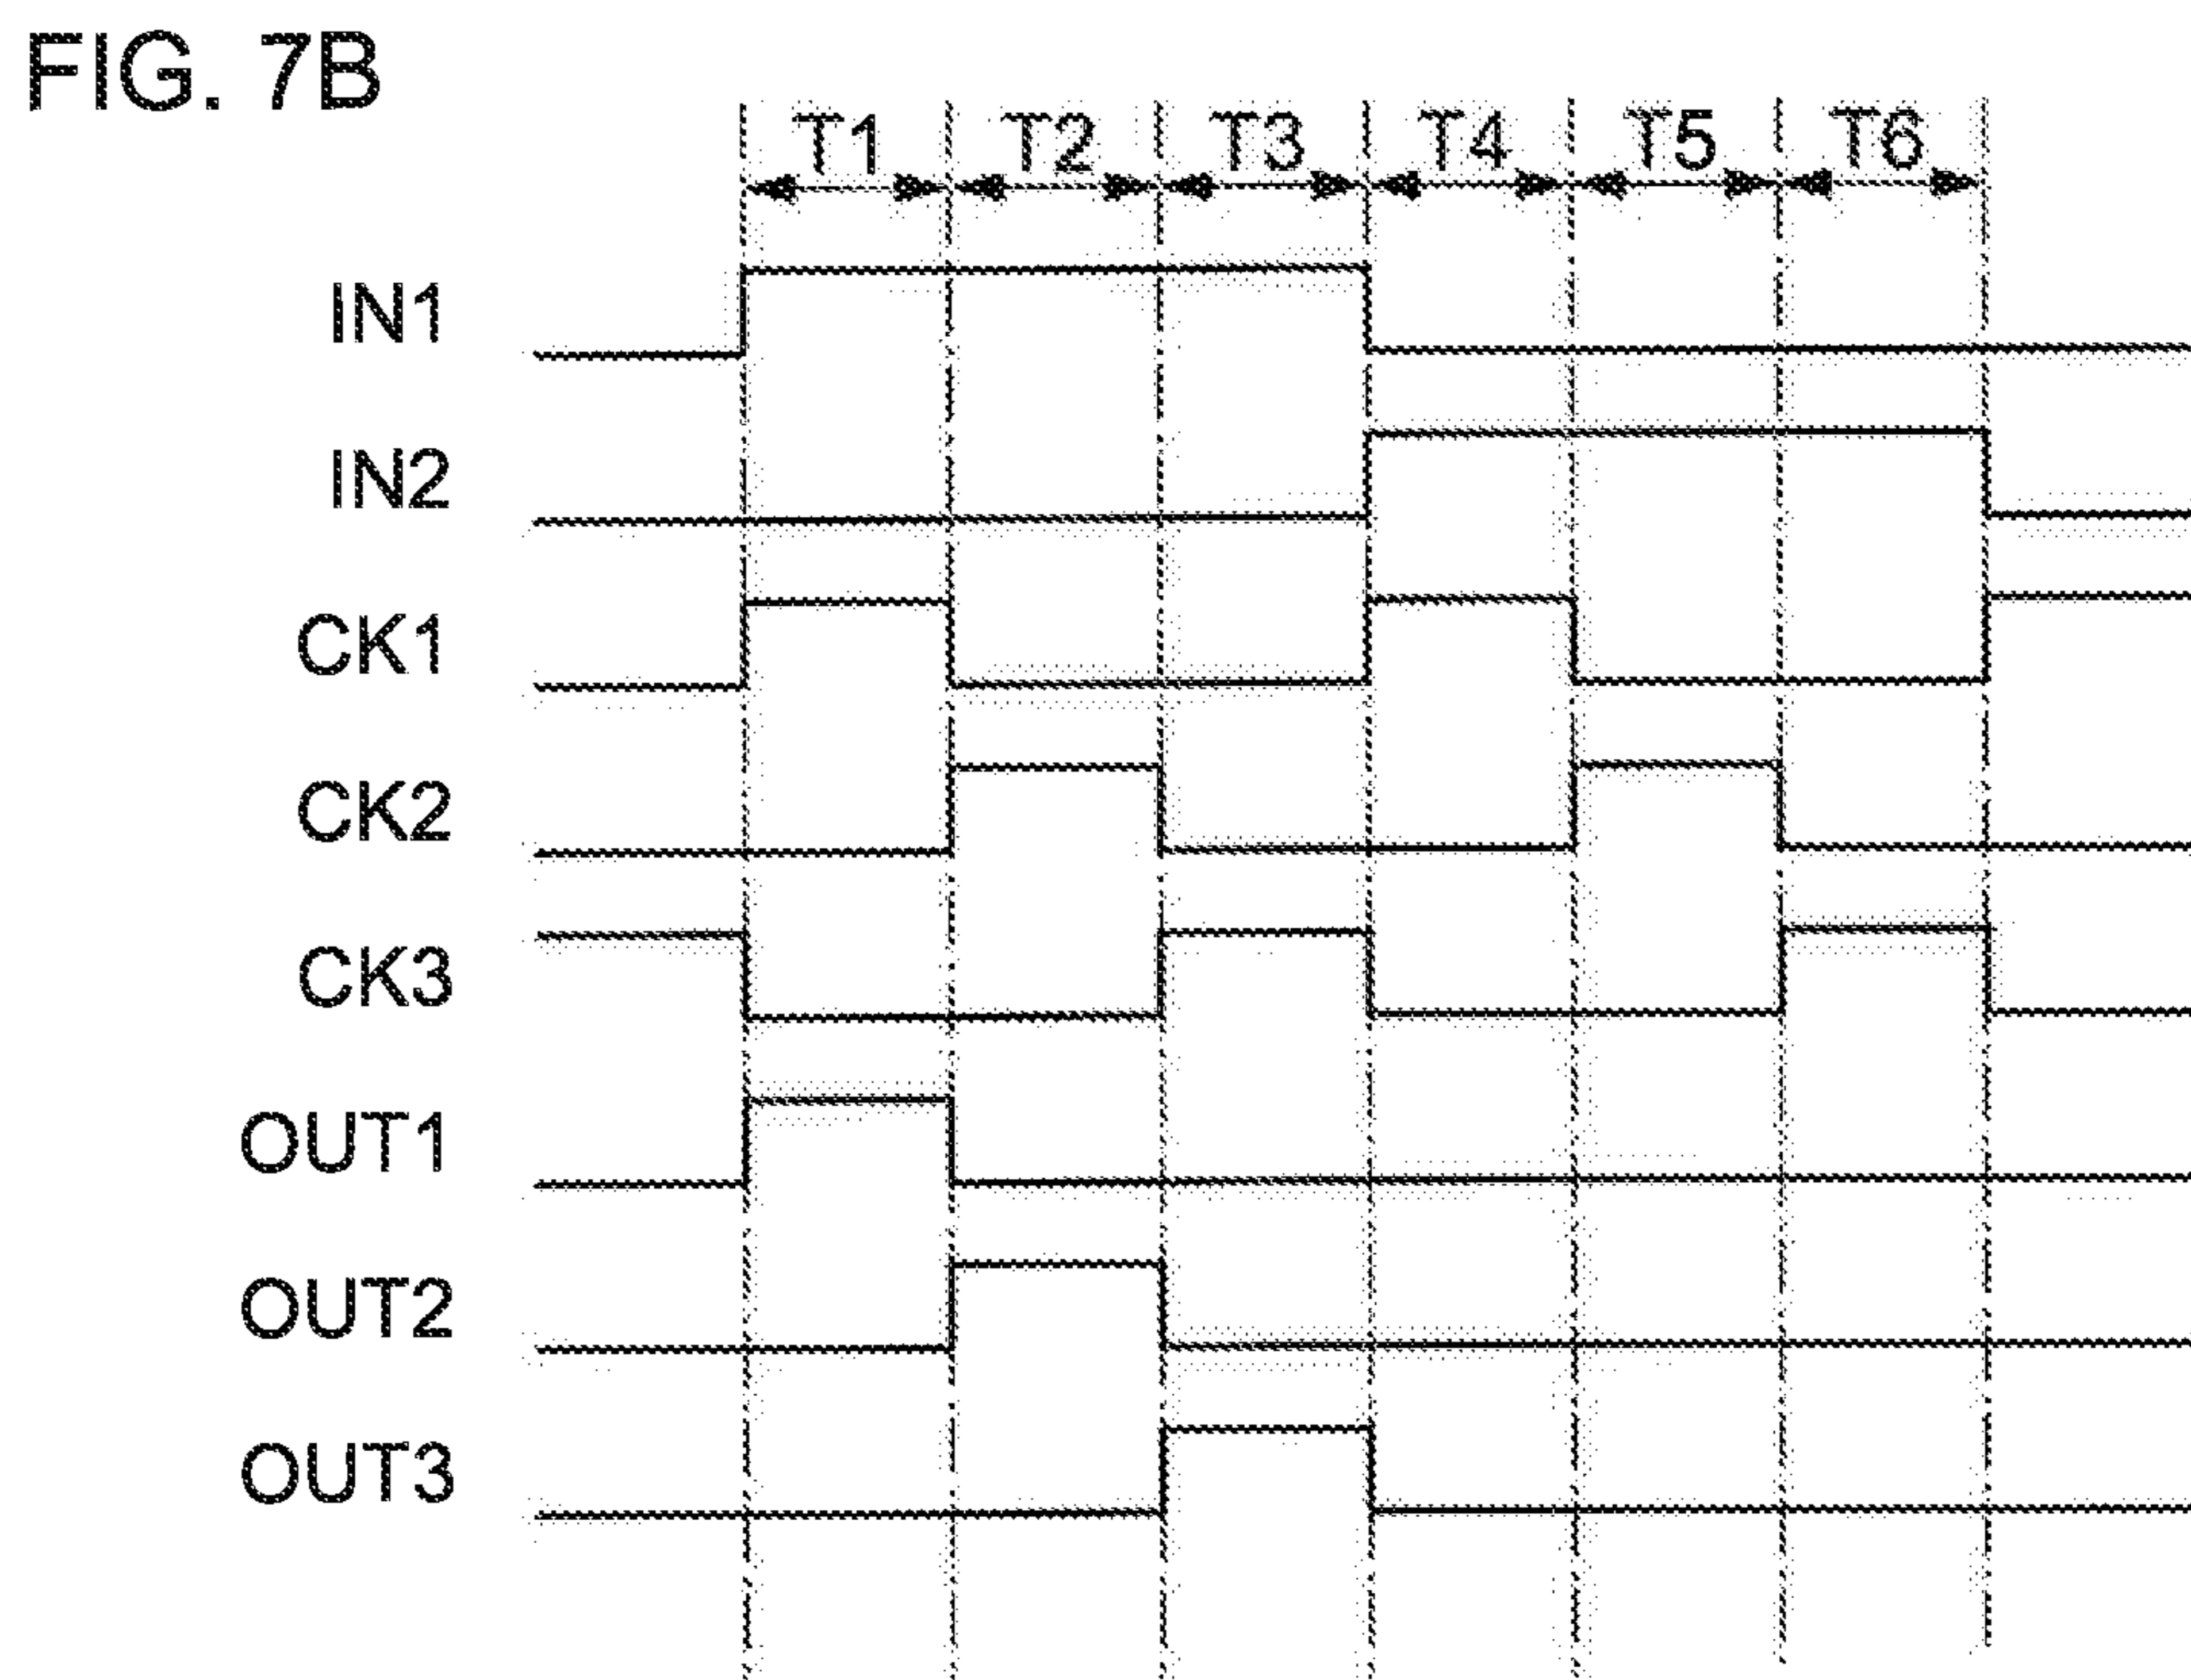 FIG. 7B
T1 T2 T3 T4 T5 T6
IN1
IN2
CK1
CK2
CK3
OUT1
OUT2
OUT3